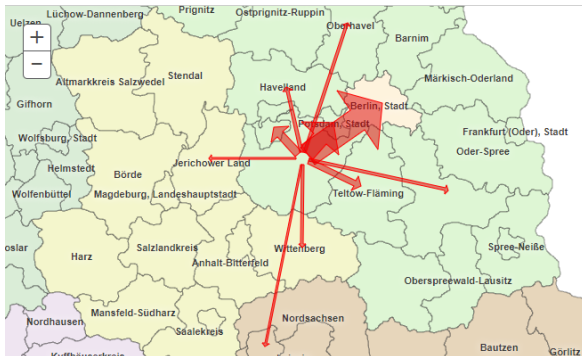 Uelzen
Lüchow-Dannenberg
Prignitz
Ostprignitz-Ruppin
Oberhavel
Barnim
+
−
Stendal
Altmarkkreis Salzwedel
Havelland
Märkisch-Oderland
Gifhorn
Berlin, Stadt
Potsdam, Stadt
Frankfurt (Oder), Stadt
Wolfsburg, Stadt
Oder-Spree
Helmstedt
Jerichower Land
Börde
Wolfenbüttel
Magdeburg, Landeshauptstadt
Teltow-Fläming
oslar
Harz
Salzlandkreis
Wittenberg
Spree-Neiße
Anhalt-Bitterfeld
Oberspreewald-Lausitz
Mansfeld-Südharz
Nordhausen
Saalekreis
Nordsachsen
Kyffhäuserkreis
Bautzen
Görlitz